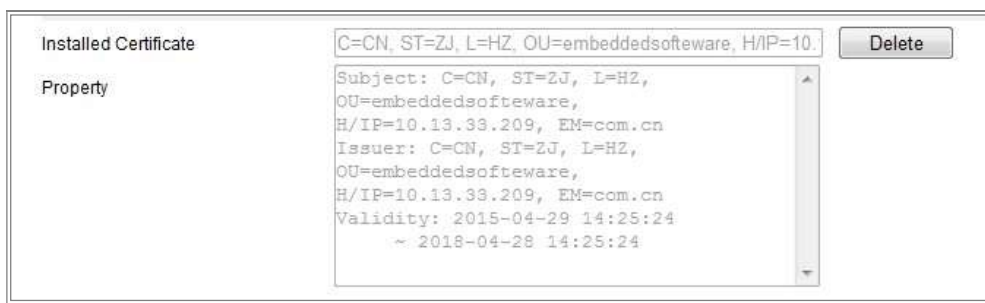 Installed Certificate
C=CN, ST=ZJ, L=HZ, OU=embeddedsofteware, H/IP=10.
Delete
Property
Subject: C=CN, ST=ZJ, L=HZ,
OU=embeddedsofteware,
H/IP=10.13.33.209, EM=com.cn
Issuer: C=CN, ST=ZJ, L=HZ,
OU=embeddedsofteware,
H/IP=10.13.33.209, EM=com.cn
Validity: 2015-04-29 14:25:24
~ 2018-04-28 14:25:24